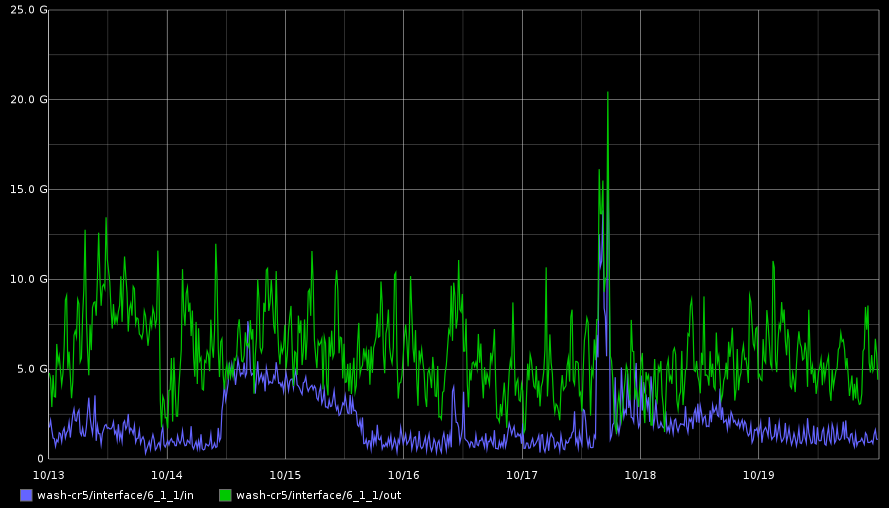 25.0 G
20.0 G
15.0 G
10.0 G
5.0 G
0
10/13 10/14 10/15 10/16 10/17 10/18 10/19
wash-cr5/interface/6_1_1/in wash-cr5/interface/6_1_1/out